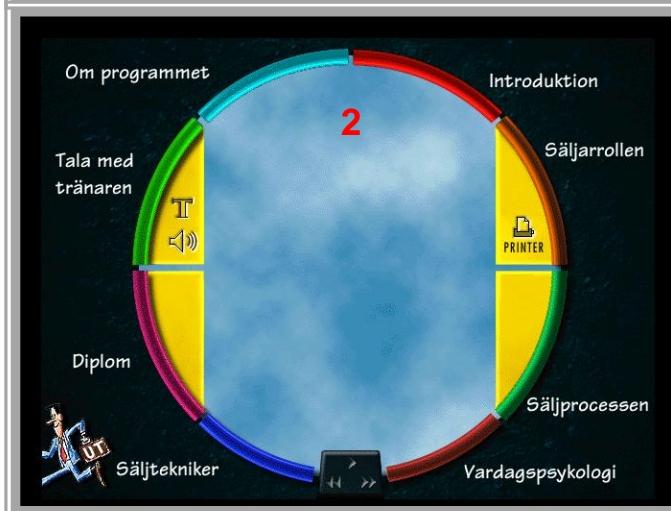 Om programmet
Introduktion
2
Säljarrollen
Tala med
tränaren
T
PRINTER
Diplom
Säljprocessen
UT
Säljtekniker
Vardagspsykologi